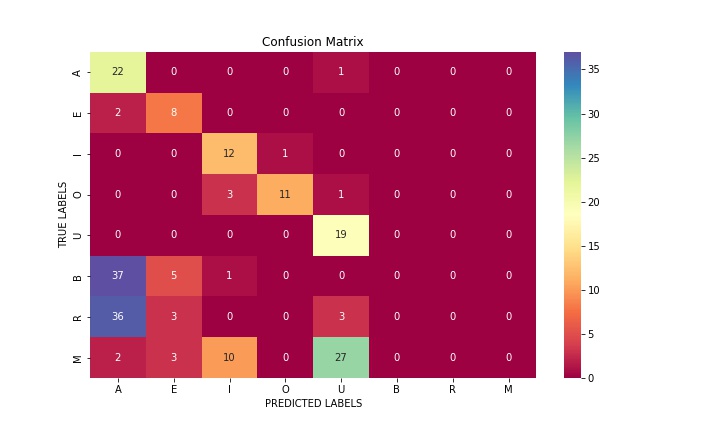 Confusion Matrix
A 22 0 0 0 1 0 0 0
E 2 8 0 0 0 0 0 0
I 0 0 12 1 0 0 0 0
O 0 0 3 11 1 0 0 0
U 0 0 0 0 19 0 0 0
B 37 5 1 0 0 0 0 0
R 36 3 0 0 3 0 0 0
M 2 3 10 0 27 0 0 0
A E I O U B R M
TRUE LABELS
PREDICTED LABELS
35
30
25
20
15
10
5
0